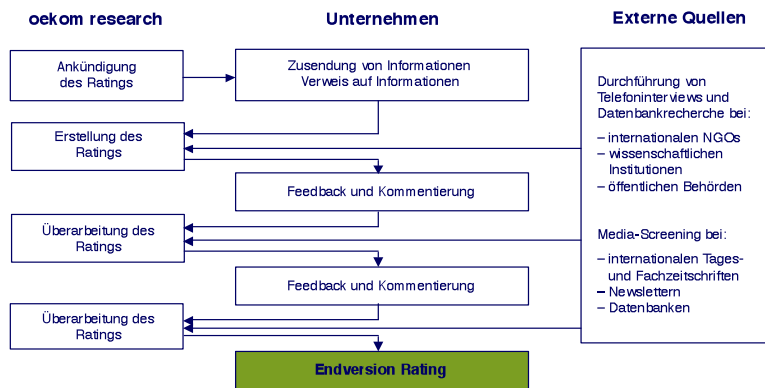 oekom research
Unternehmen
Externe Quellen
Ankündigung
des Ratings
Zusendung von Informationen
Verweis auf Informationen
Erstellung des
Ratings
Feedback und Kommentierung
Überarbeitung des
Ratings
Feedback und Kommentierung
Überarbeitung des
Ratings
Endversion Rating
Durchführung von
Telefoninterviews und
Datenbankrecherche bei:
– internationalen NGOs
– wissenschaftlichen
Institutionen
– öffentlichen Behörden
Media-Screening bei:
– internationalen Tages-
und Fachzeitschriften
– Newslettern
– Datenbanken